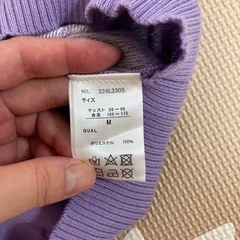 NO. 324L3305
サイズ
チェスト 88 ~ 96
身長 165 ~ 175
M
QUAL.
ポリエステル 100%